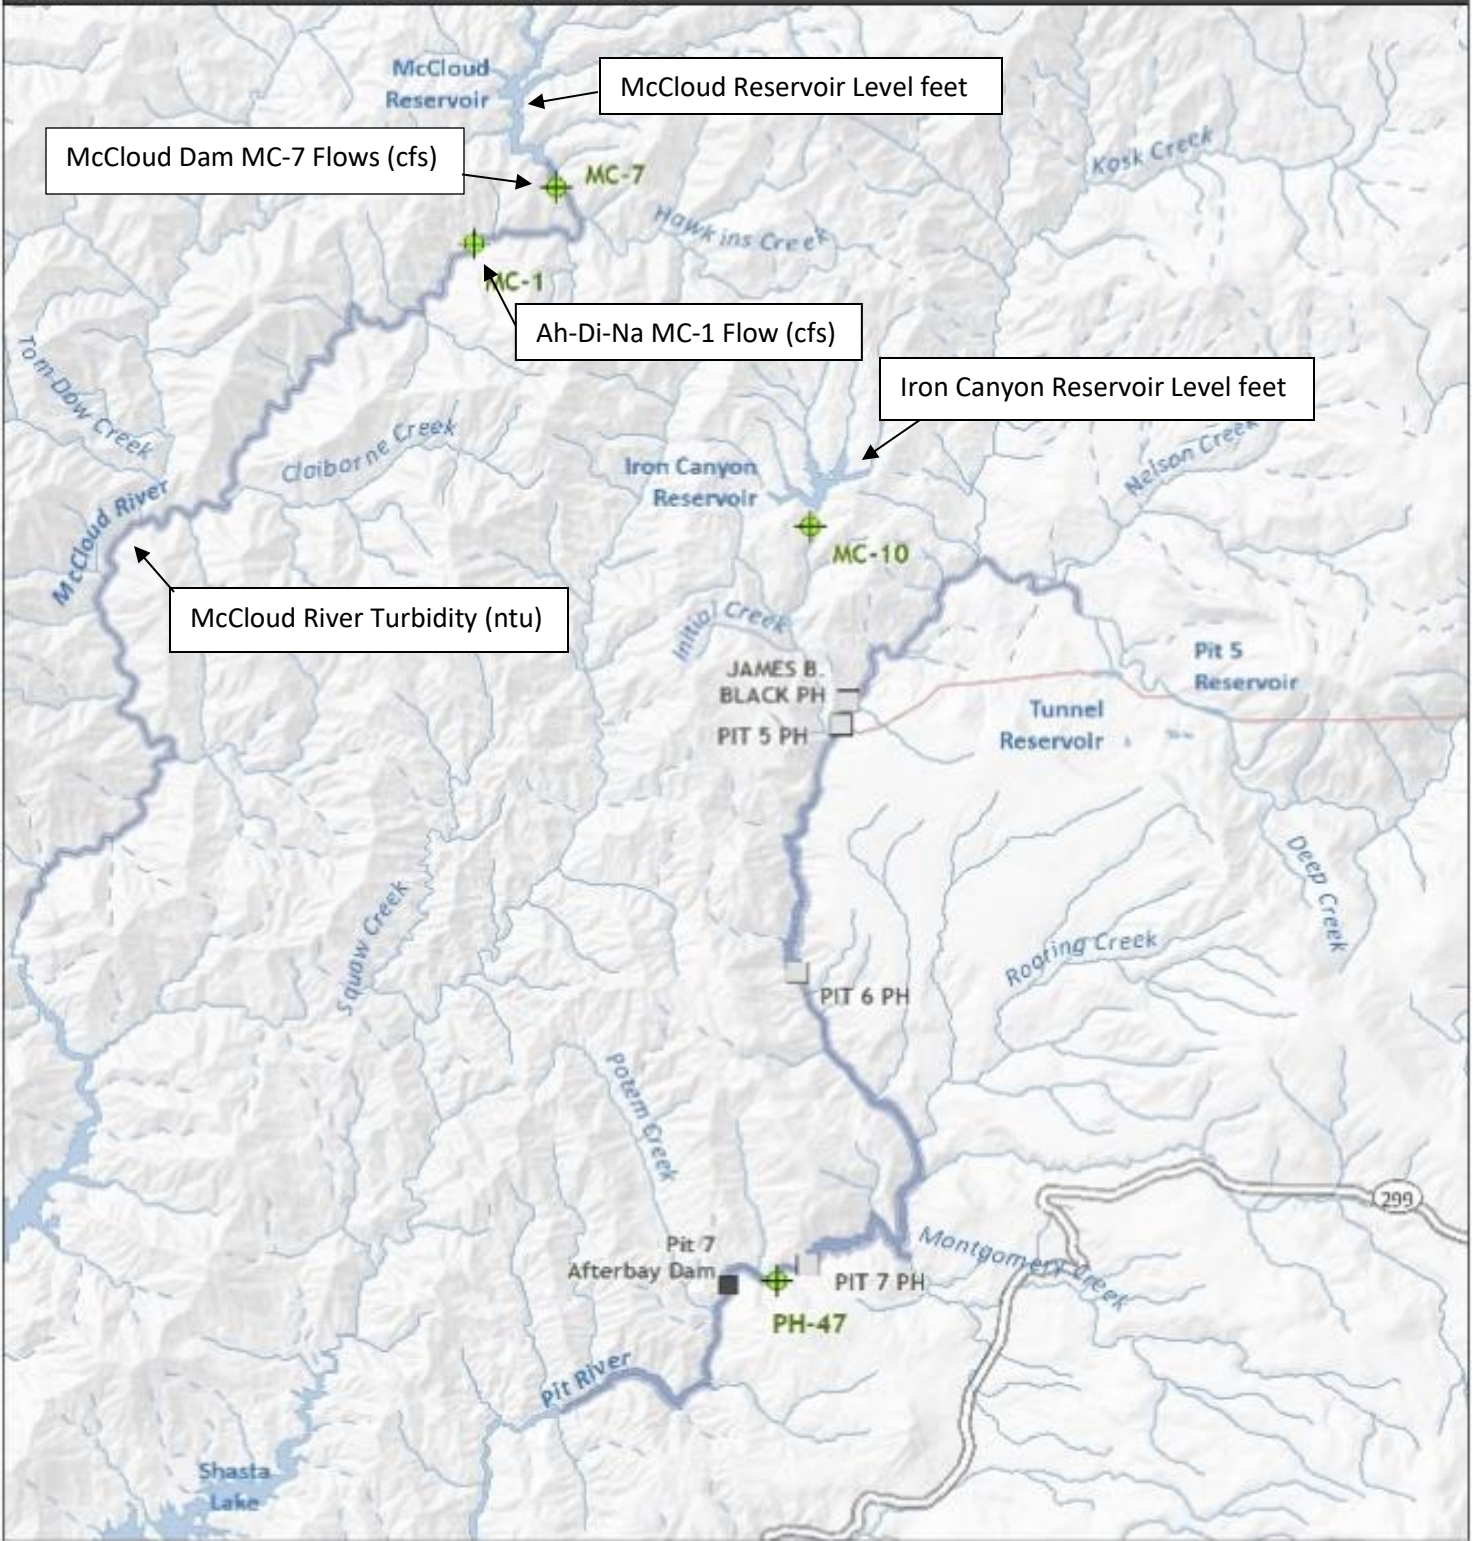 McCloud
Reservoir
McCloud Reservoir Level feet
McCloud Dam MC-7 Flows (cfs)
MC-7
Kosk Creek
Hawkins Creek
MC-1
Ah-Di-Na MC-1 Flow (cfs)
Iron Canyon Reservoir Level feet
Tom Dow Creek
Claiborne Creek
Nelson Creek
Iron Canyon
Reservoir
McCloud River
MC-10
McCloud River Turbidity (ntu)
Initial Creek
JAMES B.
BLACK PH
PIT 5 PH
Pit 5
Reservoir
Tunnel
Reservoir
Deep Creek
Squaw Creek
Roaring Creek
PIT 6 PH
Potem Creek
299
Montgomery Creek
Pit 7
Afterbay Dam
PIT 7 PH
PH-47
Pit River
Shasta
Lake